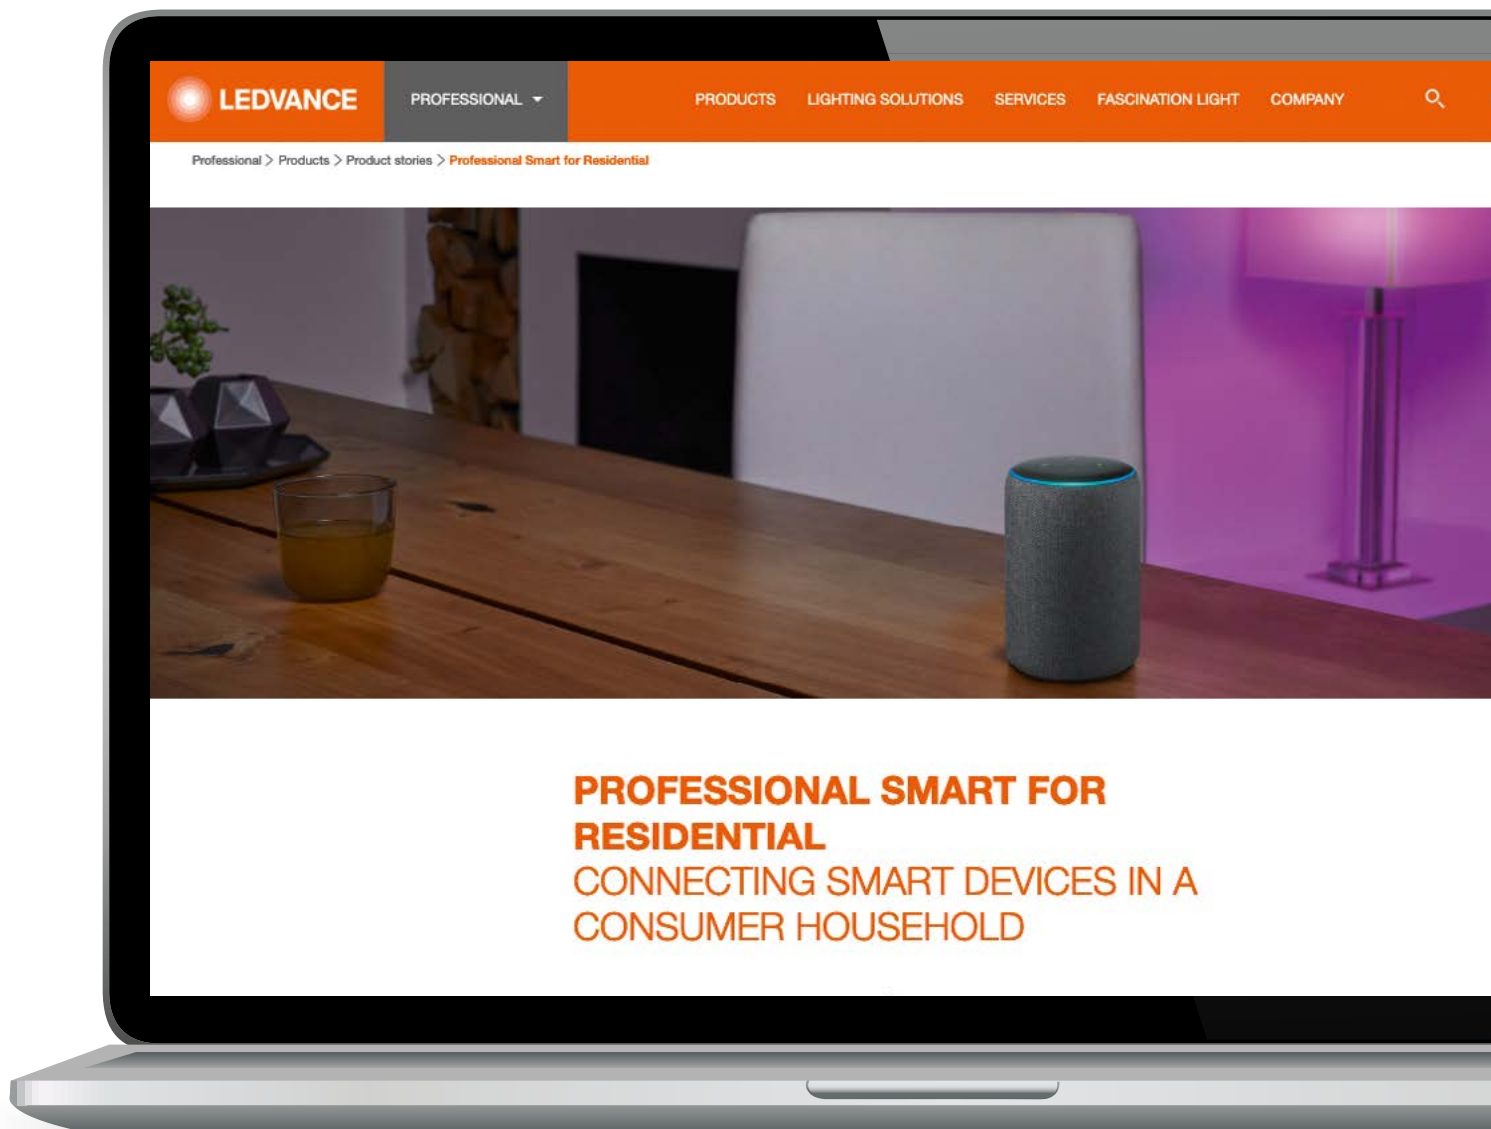 LEDVANCE
PROFESSIONAL
PRODUCTS
LIGHTING SOLUTIONS
SERVICES
FASCINATION LIGHT
COMPANY
Professional > Products > Product stories > Professional Smart for Residential
PROFESSIONAL SMART FOR
RESIDENTIAL
CONNECTING SMART DEVICES IN A
CONSUMER HOUSEHOLD